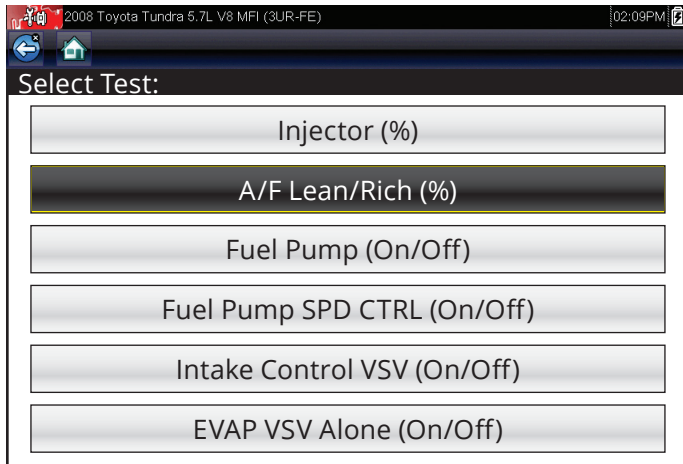 2008 Toyota Tundra 5.7L V8 MFI (3UR-FE) 02:09PM
Select Test:
Injector (%)
A/F Lean/Rich (%)
Fuel Pump (On/Off)
Fuel Pump SPD CTRL (On/Off)
Intake Control VSV (On/Off)
EVAP VSV Alone (On/Off)